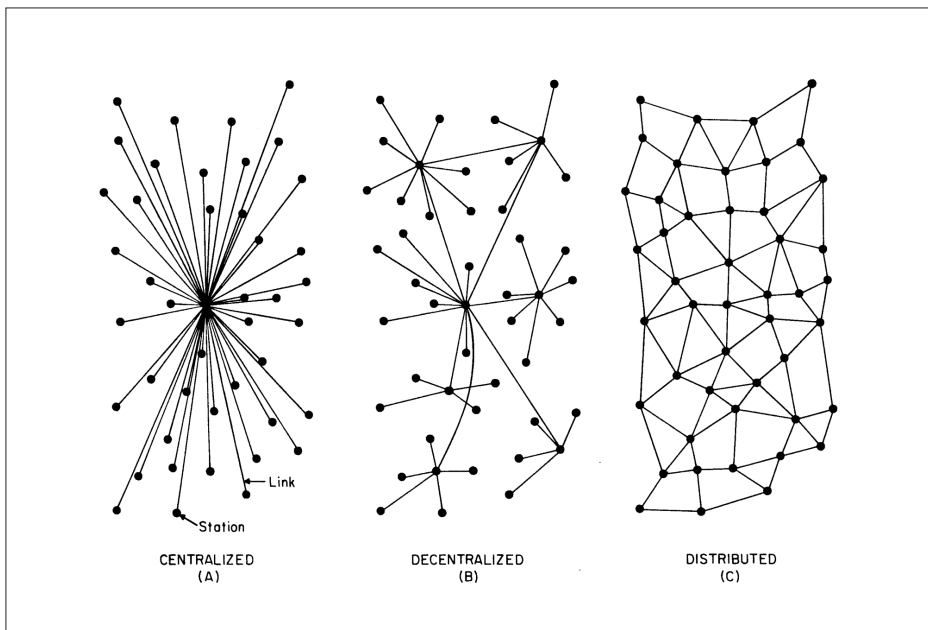 Link
Station
CENTRALIZED
(A)
DECENTRALIZED
(B)
DISTRIBUTED
(C)